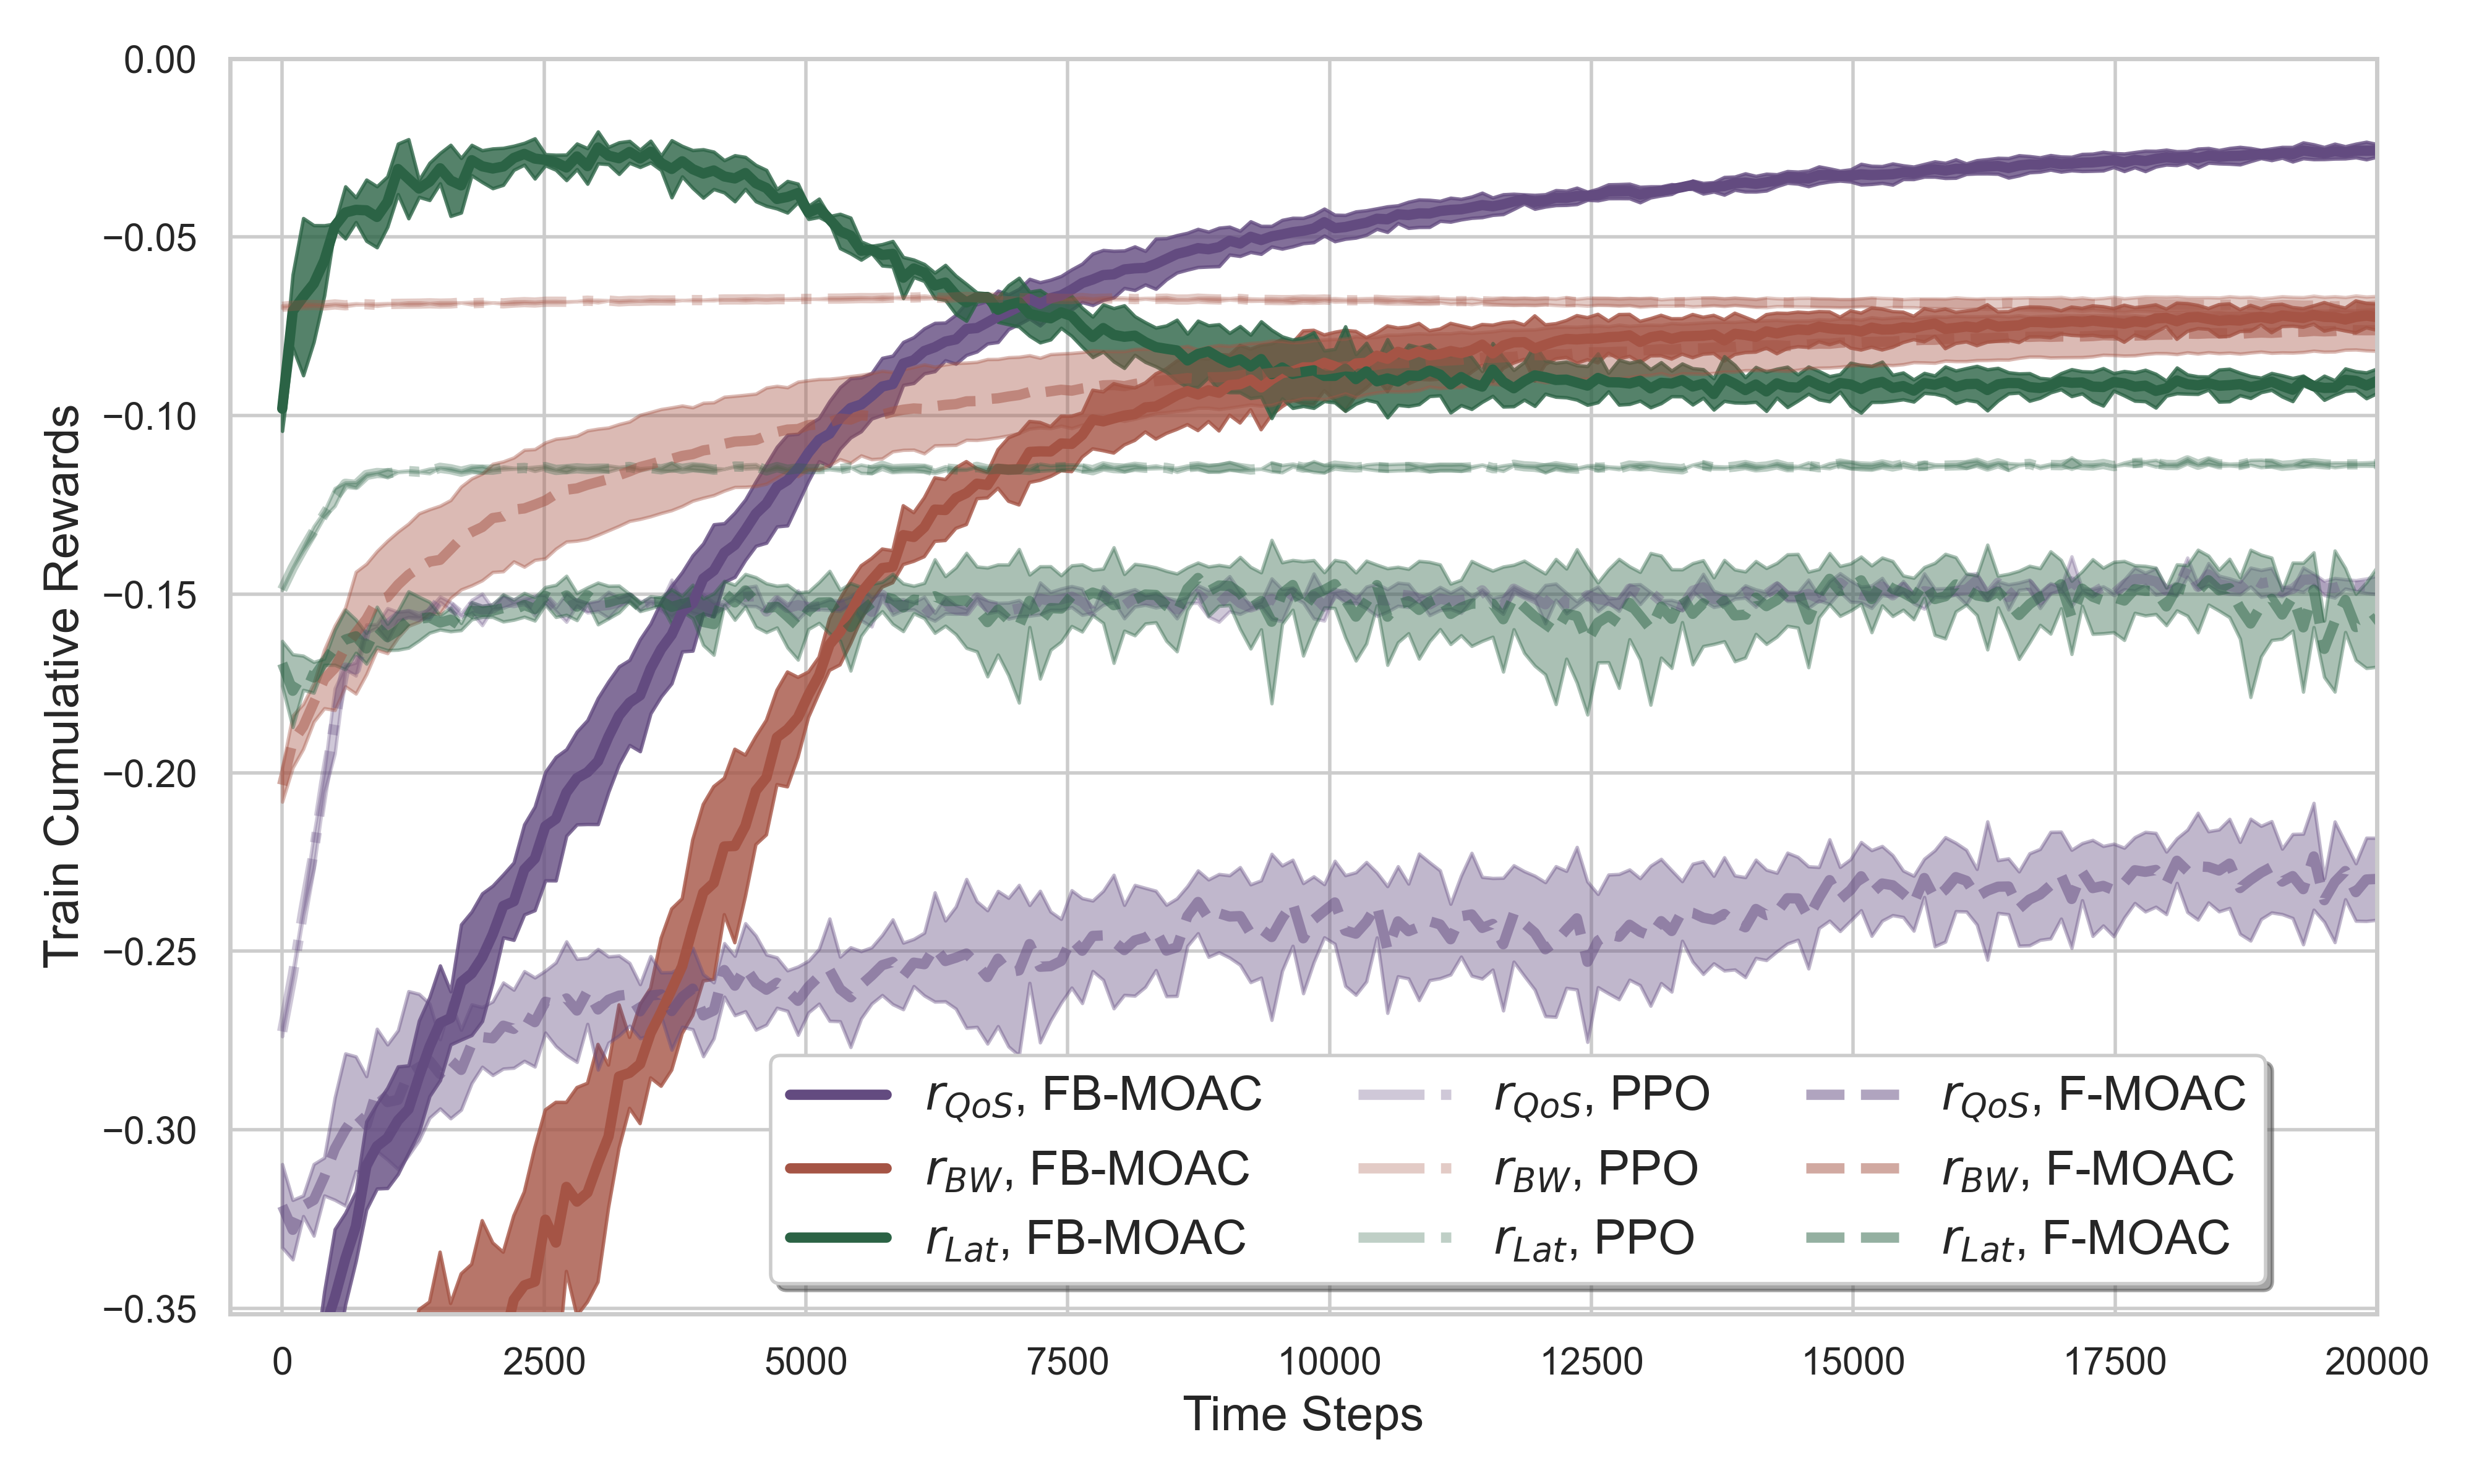 0.00
−0.05
−0.10
−0.15
−0.20
−0.25
−0.30
−0.35
Train Cumulative Rewards
r_QoS, FB-MOAC r_QoS, PPO r_QoS, F-MOAC
r_BW, FB-MOAC r_BW, PPO r_BW, F-MOAC
r_Lat, FB-MOAC r_Lat, PPO r_Lat, F-MOAC
0 2500 5000 7500 10000 12500 15000 17500 20000
Time Steps